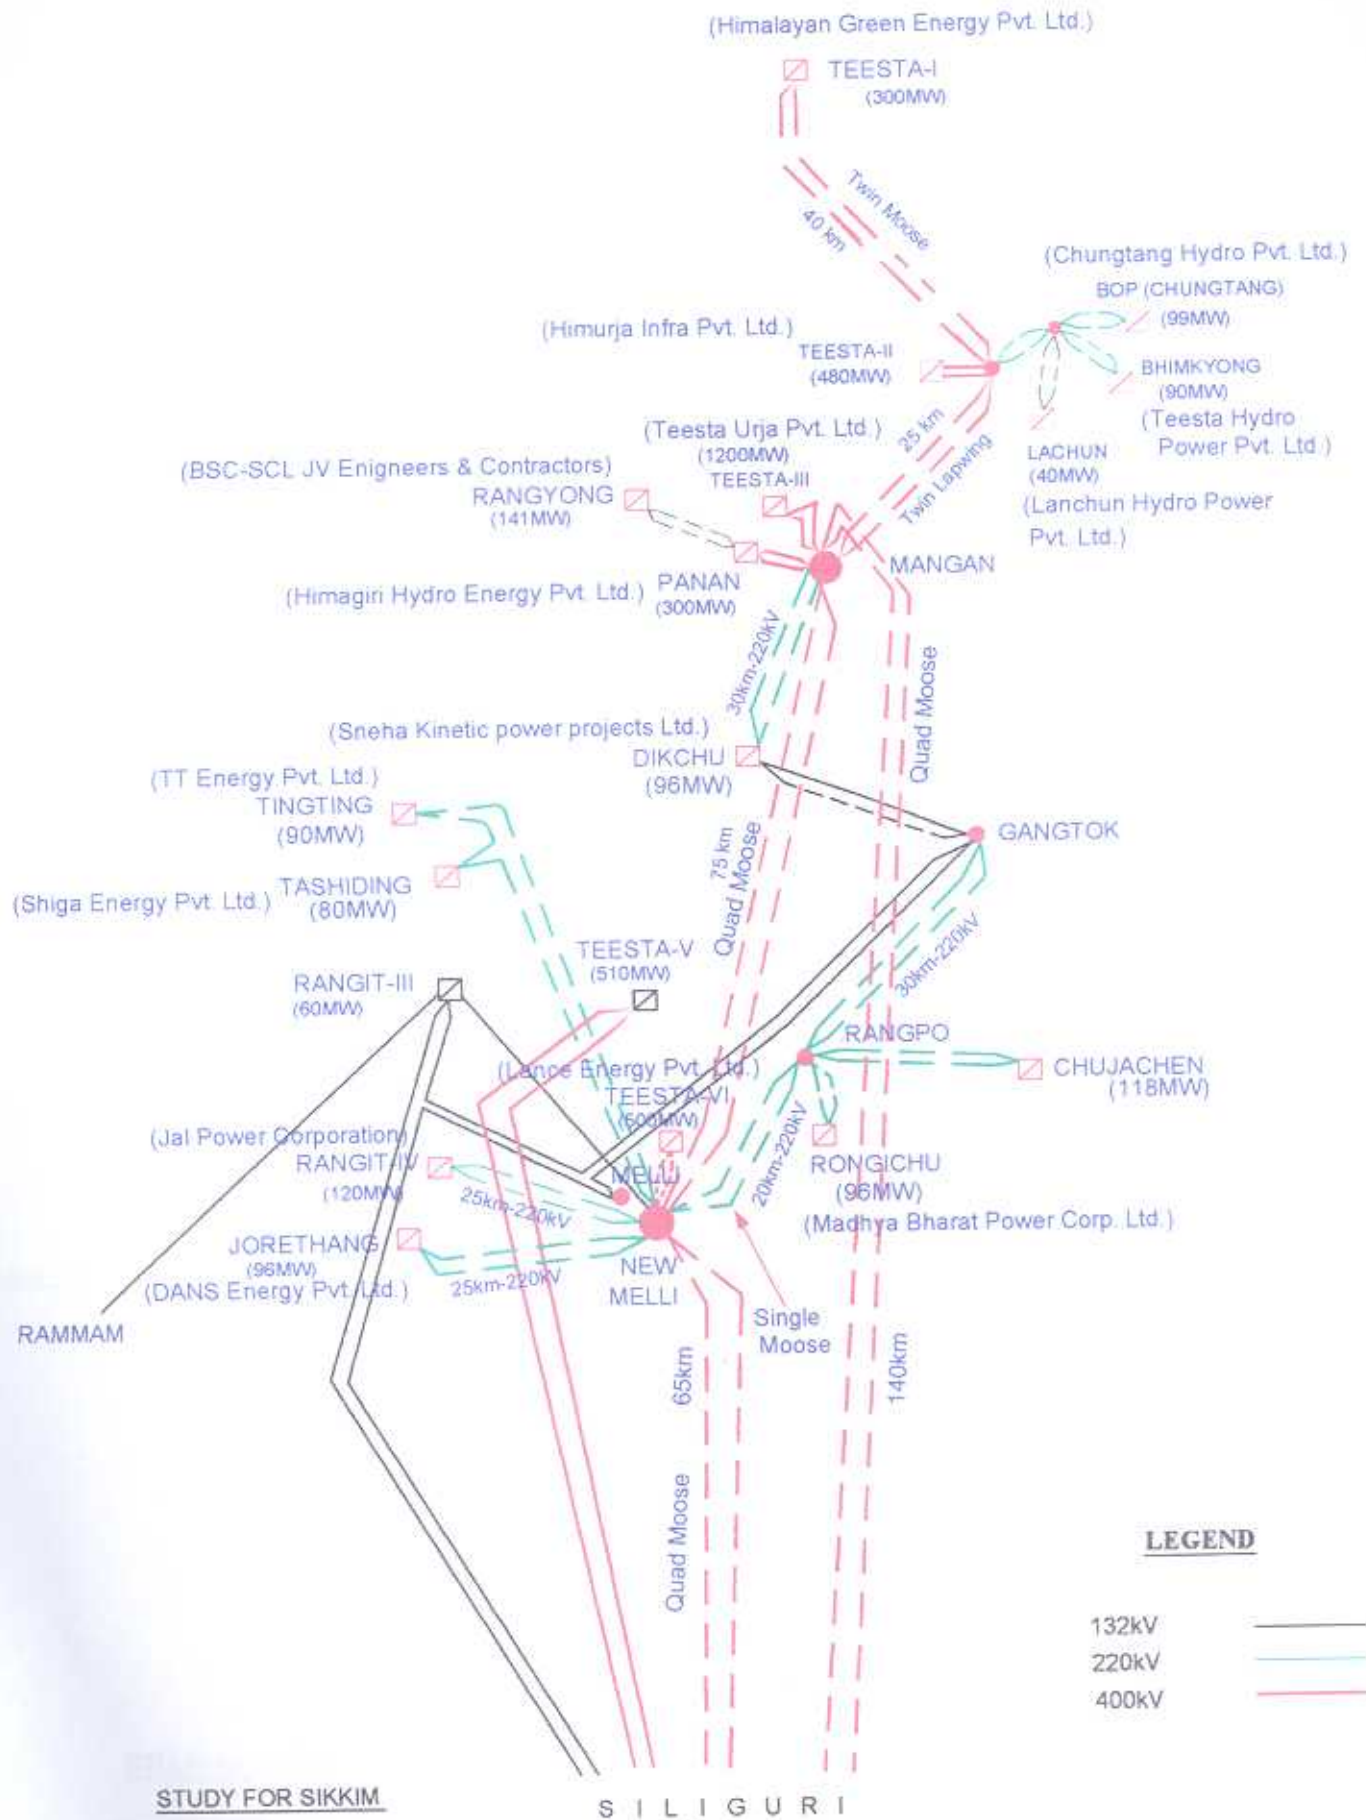 (Himalayan Green Energy Pvt. Ltd.)
TEESTA-I
(300MW)
Twin Moose
40 km
(Chungtang Hydro Pvt. Ltd.)
BOP (CHUNGTANG)
(99MW)
(Himurja Infra Pvt. Ltd.)
TEESTA-II
(480MW)
BHIMKYONG
(90MW)
(Teesta Hydro
Power Pvt. Ltd.)
LACHUN
(40MW)
(Lanchun Hydro Power
Pvt. Ltd.)
25 km
Twin Lapwing
(Teesta Urja Pvt. Ltd.)
(1200MW)
TEESTA-III
(BSC-SCL JV Enigneers & Contractors)
RANGYONG
(141MW)
MANGAN
PANAN
(300MW)
(Himagiri Hydro Energy Pvt. Ltd.)
30km-220kV
Quad Moose
(Sneha Kinetic power projects Ltd.)
DIKCHU
(96MW)
(TT Energy Pvt. Ltd.)
TINGTING
(90MW)
GANGTOK
75 km
Quad Moose
TASHIDING
(80MW)
(Shiga Energy Pvt. Ltd.)
TEESTA-V
(510MW)
RANGIT-III
(60MW)
30km-220kV
RANGPO
CHUJACHEN
(118MW)
(Lance Energy Pvt. Ltd.)
TEESTA-VI
(500MW)
(Jal Power Corporation)
RANGIT-IV
(120MW)
25km-220kV
MELLI
20km-220kV
RONGICHU
(96MW)
(Madhya Bharat Power Corp. Ltd.)
JORETHANG
(96MW)
(DANS Energy Pvt. Ltd.)
25km-220kV
NEW
MELLI
Single
Moose
RAMMAM
65km
140km
Quad Moose
LEGEND
132kV
220kV
400kV
STUDY FOR SIKKIM
S I L I G U R I